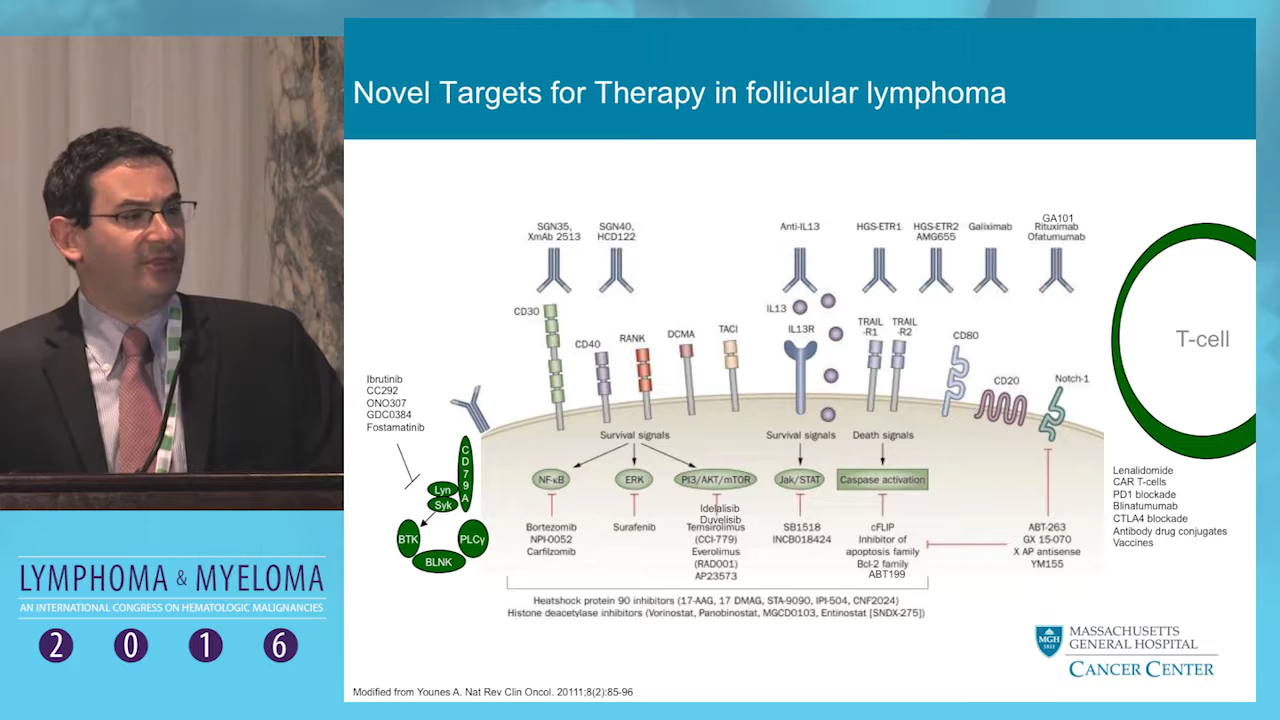 Novel Targets for Therapy in follicular lymphoma
SGN35,
XmAb 2513
SGN40,
HCD122
Anti-IL13
HGS-ETR1
HGS-ETR2
AMG655
Galiximab
GA101
Rituximab
Ofatumumab
CD30
CD40
RANK
DCMA
TACI
IL13
IL13R
TRAIL
-R1
TRAIL
-R2
CD80
CD20
Notch-1
T-cell
Ibrutinib
CC292
ONO307
GDC0384
Fostamatinib
CD79A
Lyn
Syk
BTK
PLCγ
BLNK
Survival signals
Survival signals
Death signals
NF-κB
ERK
PI3/AKT/mTOR
Jak/STAT
Caspase activation
Bortezomib
NPI-0052
Carfilzomib
Surafenib
Idelalisib
Duvelisib
Temsirolimus
(CCI-779)
Everolimus
(RAD001)
AP23573
SB1518
INCB018424
cFLIP
Inhibitor of
apoptosis family
Bcl-2 family
ABT199
ABT-263
GX 15-070
X AP antisense
YM155
Lenalidomide
CAR T-cells
PD1 blockade
Blinatumumab
CTLA4 blockade
Antibody drug conjugates
Vaccines
Heatshock protein 90 inhibitors (17-AAG, 17 DMAG, STA-9090, IPI-504, CNF2024)
Histone deacetylase inhibitors (Vorinostat, Panobinostat, MGCD0103, Entinostat [SNDX-275])
MGH
1811
MASSACHUSETTS
GENERAL HOSPITAL
CANCER CENTER
Modified from Younes A. Nat Rev Clin Oncol. 20111;8(2):85-96
LYMPHOMA & MYELOMA
AN INTERNATIONAL CONGRESS ON HEMATOLOGIC MALIGNANCIES
2 0 1 6